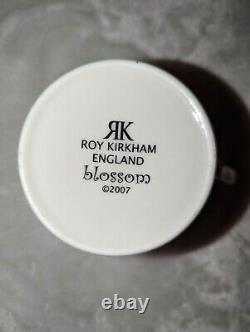 RK
ROY KIRKHAM
ENGLAND
blossom
©2007